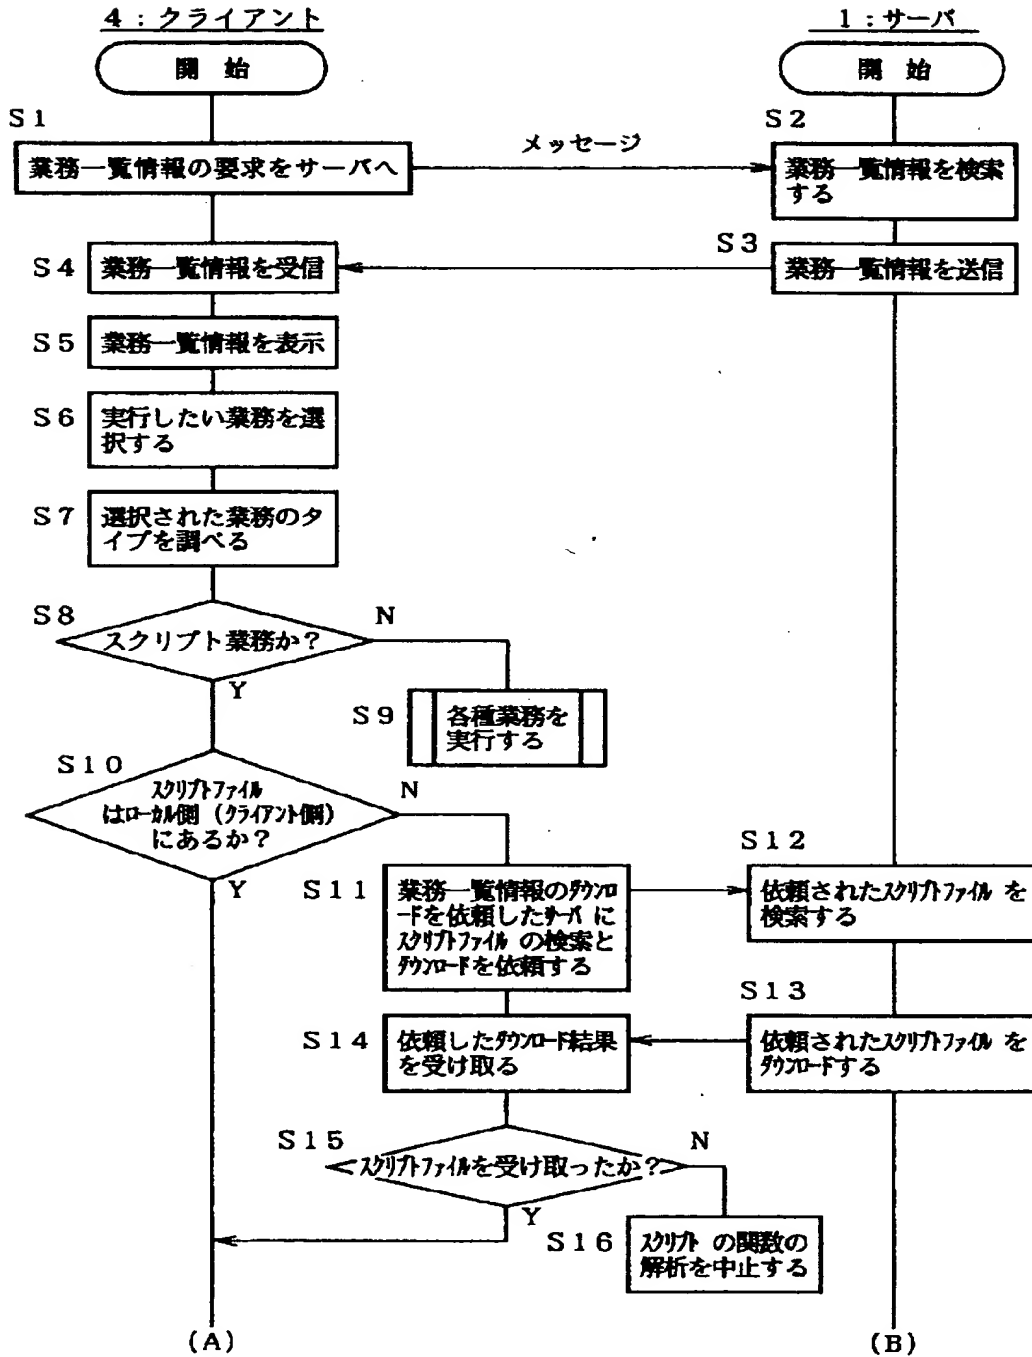 4：クライアント
1：サーバ
開　始
開　始
S1
業務一覧情報の要求をサーバへ
メッセージ
S2
業務一覧情報を検索
する
S3
業務一覧情報を送信
S4
業務一覧情報を受信
S5
業務一覧情報を表示
S6
実行したい業務を選
択する
S7
選択された業務のタ
イプを調べる
S8
スクリプト業務か？
N
Y
S9
各種業務を
実行する
S10
スクリプトファイル
はローカル側（クライアント側）
にあるか？
N
Y
S11
業務一覧情報のダウンロ
ードを依頼したサーバに
スクリプトファイルの検索と
ダウンロードを依頼する
S12
依頼されたスクリプトファイルを
検索する
S13
依頼されたスクリプトファイルを
ダウンロードする
S14
依頼したダウンロード結果
を受け取る
S15
スクリプトファイルを受け取ったか？
N
Y
S16
スクリプトの関数の
解析を中止する
(A)
(B)